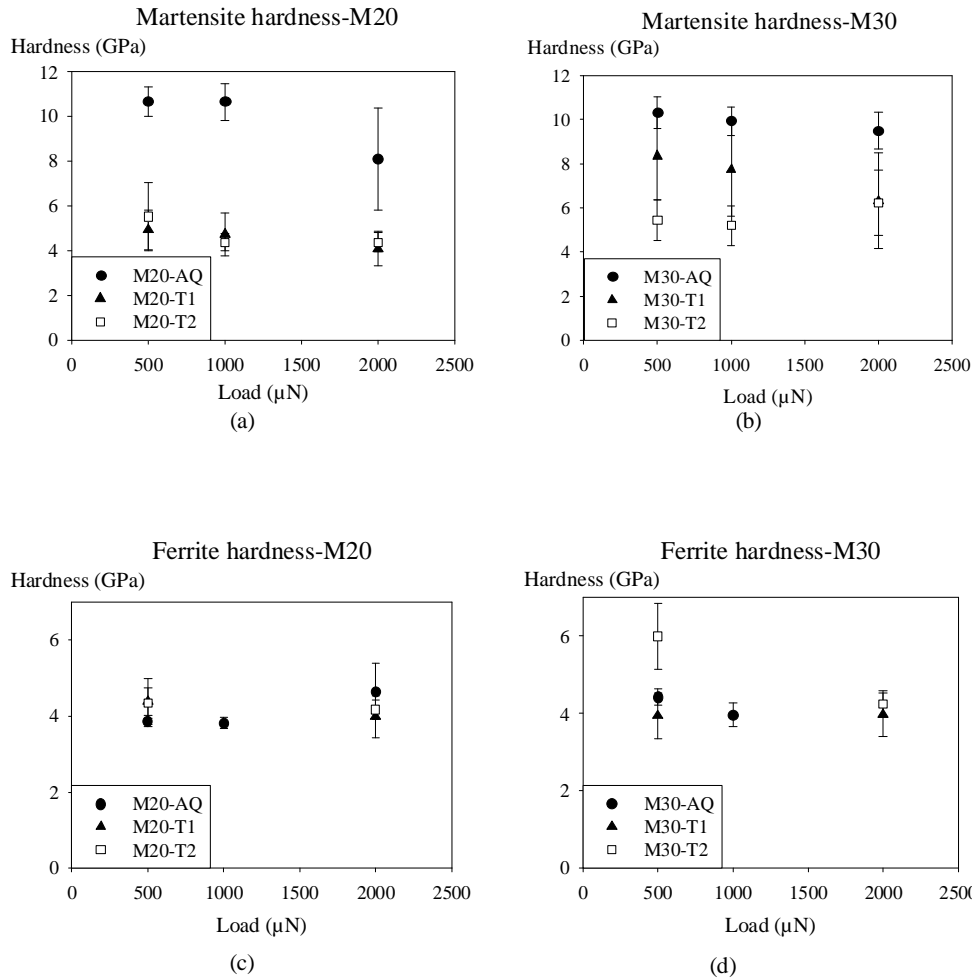 Martensite hardness-M20
Hardness (GPa)
12
10
8
6
4
2
0
M20-AQ
M20-T1
M20-T2
0 500 1000 1500 2000 2500
Load (µN)
(a)
Martensite hardness-M30
Hardness (GPa)
12
10
8
6
4
2
0
M30-AQ
M30-T1
M30-T2
0 500 1000 1500 2000 2500
Load (µN)
(b)
Ferrite hardness-M20
Hardness (GPa)
6
4
2
0
M20-AQ
M20-T1
M20-T2
0 500 1000 1500 2000 2500
Load (µN)
(c)
Ferrite hardness-M30
Hardness (GPa)
6
4
2
0
M30-AQ
M30-T1
M30-T2
0 500 1000 1500 2000 2500
Load (µN)
(d)